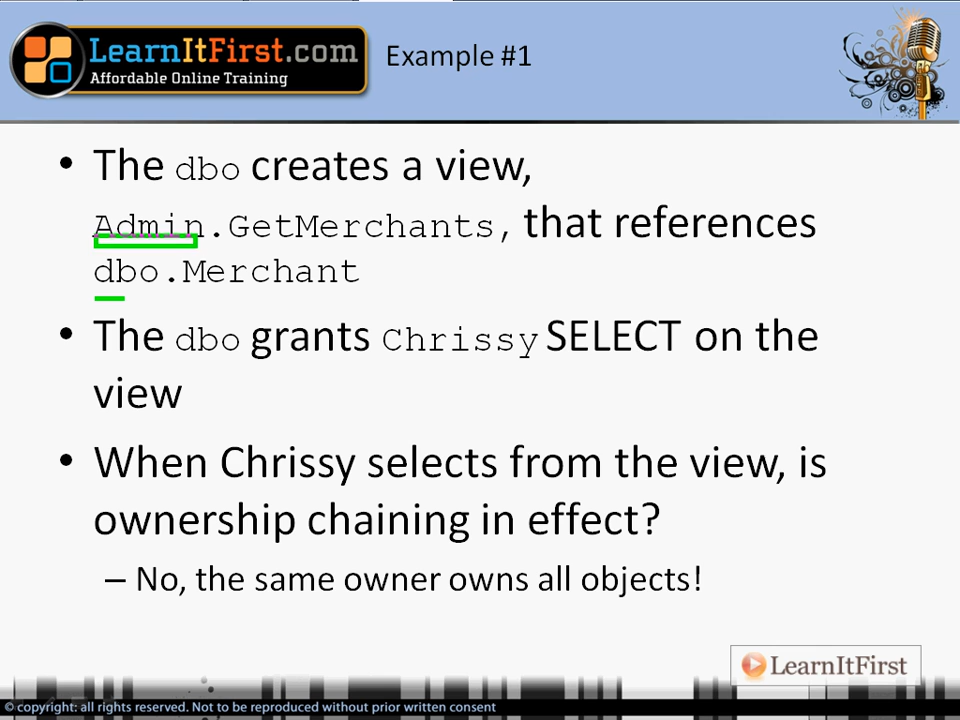 LearnItFirst.com
Affordable Online Training
Example #1
• The dbo creates a view,
Admin.GetMerchants, that references
dbo.Merchant
• The dbo grants Chrissy SELECT on the
view
• When Chrissy selects from the view, is
ownership chaining in effect?
– No, the same owner owns all objects!
LearnItFirst
© copyright: all rights reserved. Not to be reproduced without prior written consent